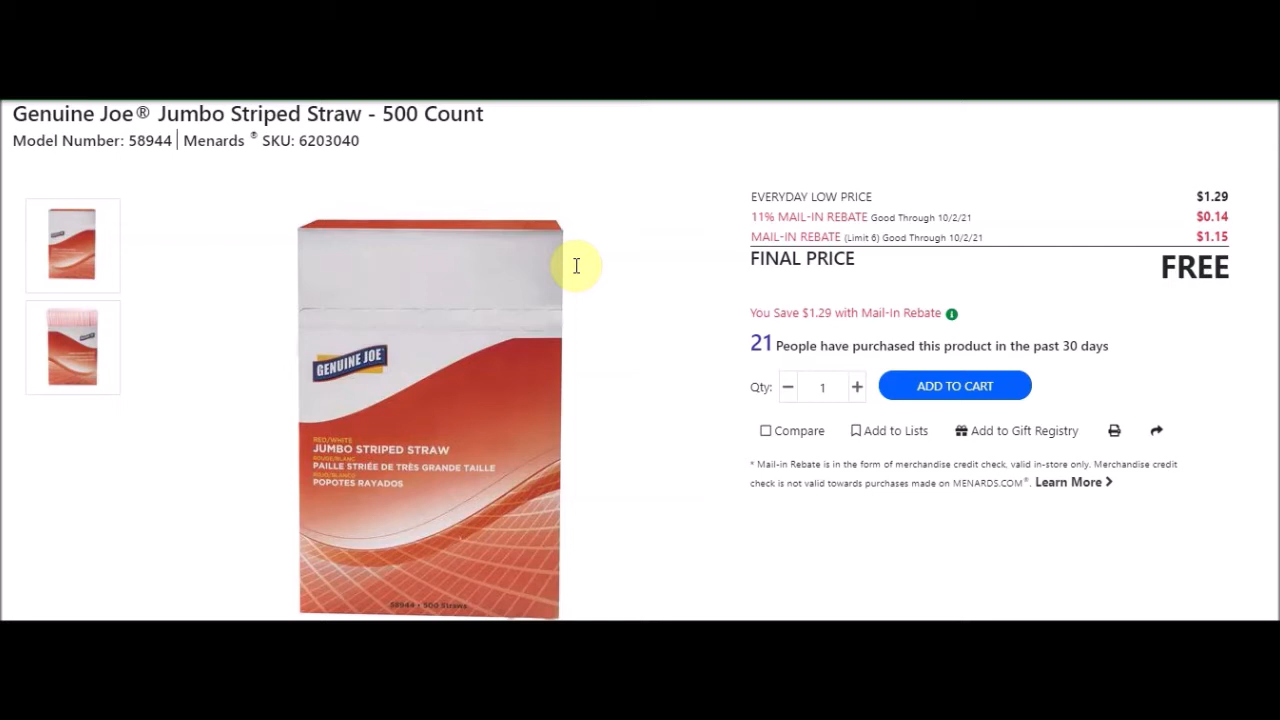 Genuine Joe® Jumbo Striped Straw - 500 Count
Model Number: 58944 | Menards ® SKU: 6203040
EVERYDAY LOW PRICE $1.29
11% MAIL-IN REBATE Good Through 10/2/21 $0.14
MAIL-IN REBATE (Limit 6) Good Through 10/2/21 $1.15
FINAL PRICE FREE
You Save $1.29 with Mail-In Rebate
21 People have purchased this product in the past 30 days
Qty: − 1 + ADD TO CART
Compare Add to Lists Add to Gift Registry
* Mail-in Rebate is in the form of merchandise credit check, valid in-store only. Merchandise credit
check is not valid towards purchases made on MENARDS.COM®. Learn More
GENUINE JOE
RED/WHITE
JUMBO STRIPED STRAW
ROUGE/BLANC
PAILLE STRIÉE DE TRÈS GRANDE TAILLE
ROJO/BLANCO
POPOTES RAYADOS
58944 • 500 Straws